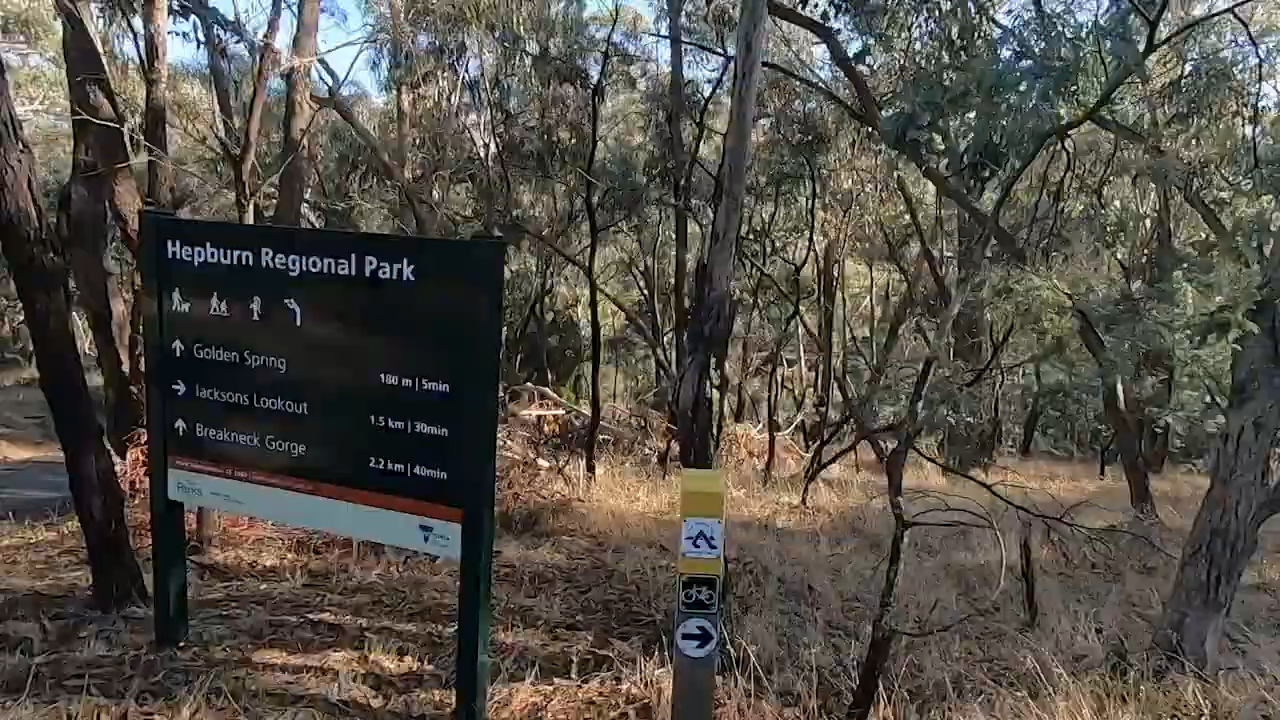 Hepburn Regional Park
Golden Spring
180 m | 5min
Jacksons Lookout
1.5 km | 30min
Breakneck Gorge
2.2 km | 40min
Parks